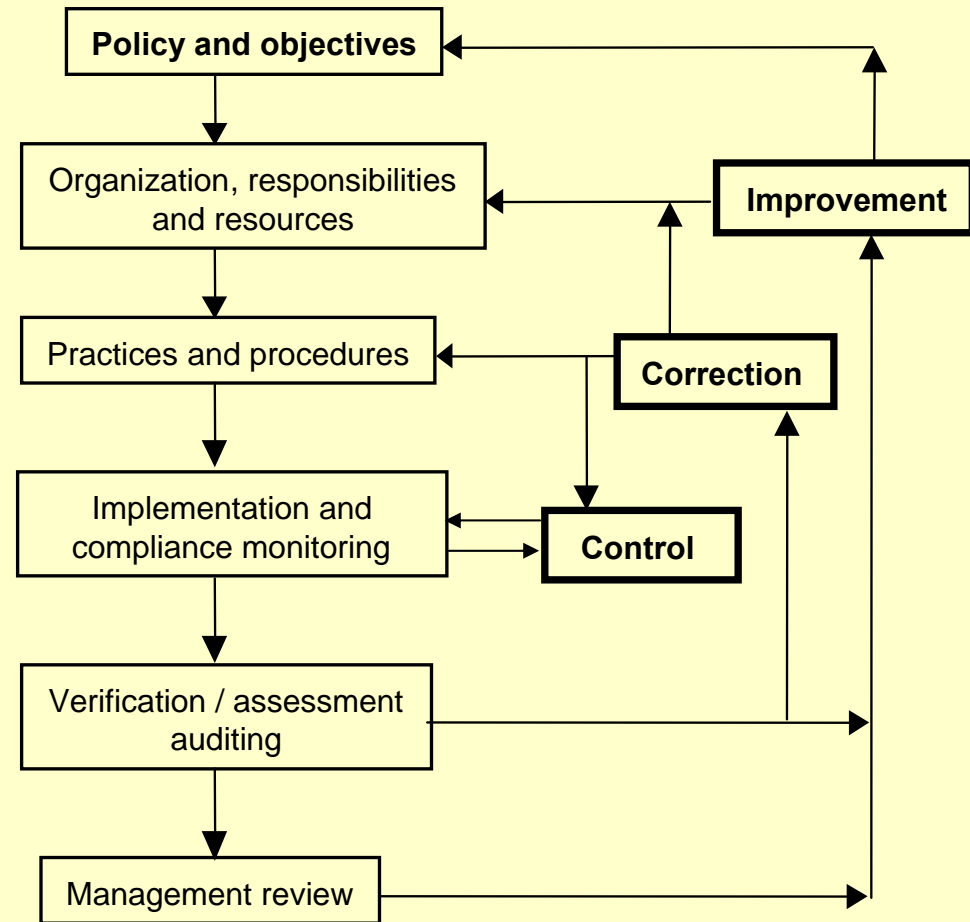 Policy and objectives
Organization, responsibilities
and resources
Improvement
Practices and procedures
Correction
Implementation and
compliance monitoring
Control
Verification / assessment
auditing
Management review